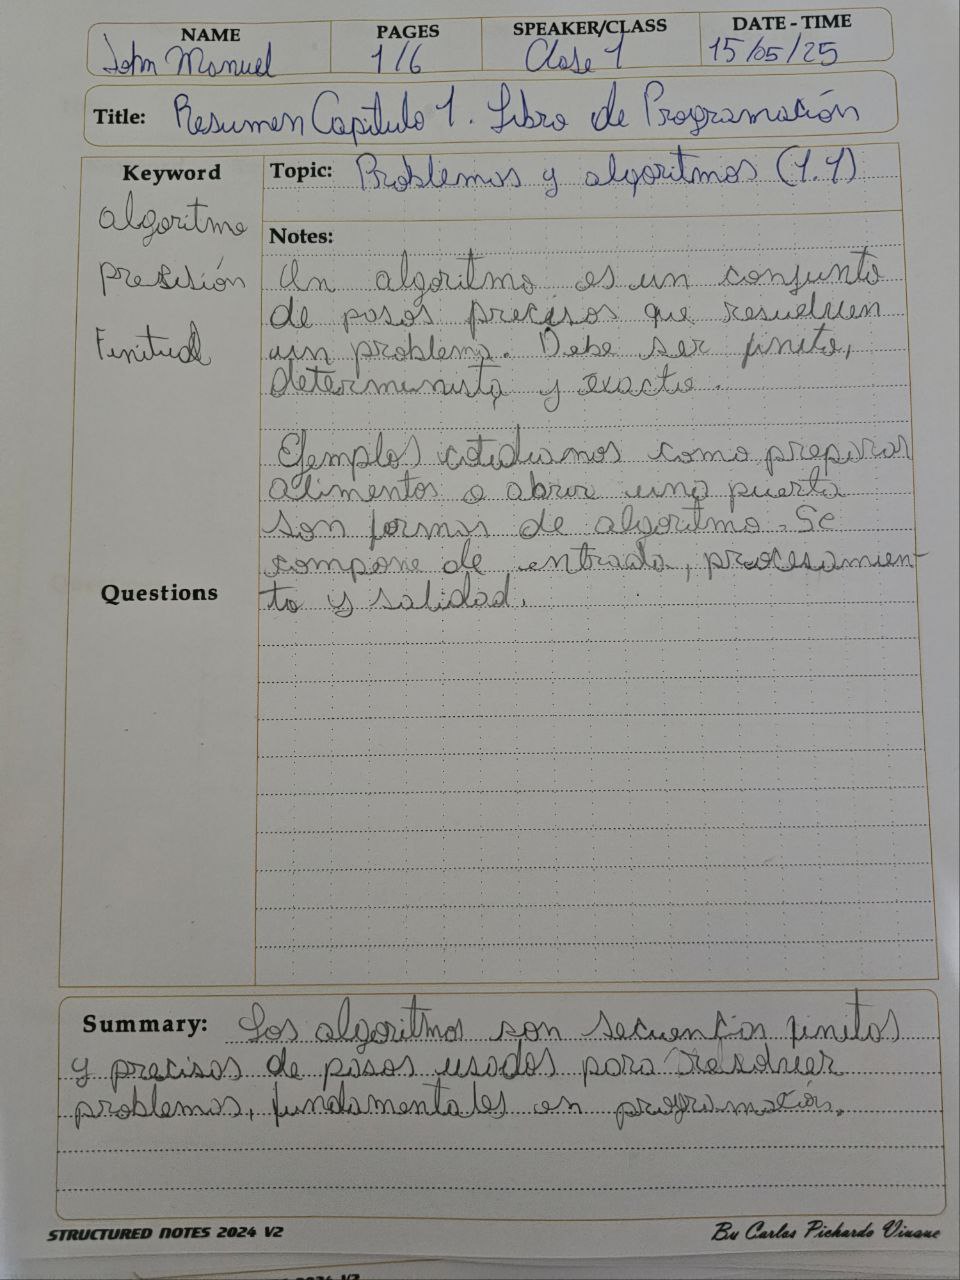 NAME PAGES SPEAKER/CLASS DATE - TIME
John Manuel 1/6 Clase 1 15/05/25
Title: Resumen Capitulo 1. Libro de Programación
Keyword
algoritmo
presisión
Finitud
Questions
Topic: Problemas y algoritmos (1.1)
Notes:
Un algoritmo es un conjunto
de pasos precisos que resuelven
un problema. Debe ser finito,
determinista y exacto.
Ejemplos cotidianos como preparar
alimentos o abrir una puerta
son formas de algoritmo. Se
compone de entrada, procesamien-
to y salidad.
Summary: Los algoritmos son secuencias finitas
y precisas de pasos usados para resolver
problemas, fundamentales en programación.
STRUCTURED NOTES 2024 V2 By Carlos Pichardo Viuque